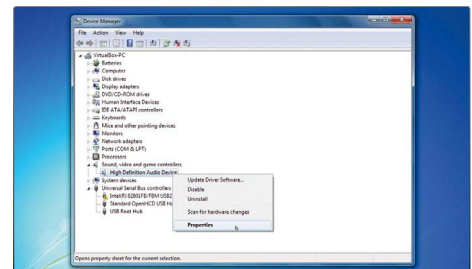 Device Manager
File Action View Help
VirtualBox-PC
Batteries
Computer
Disk drives
Display adapters
DVD/CD-ROM drives
Human Interface Devices
IDE ATA/ATAPI controllers
Keyboards
Mice and other pointing devices
Monitors
Network adapters
Ports (COM & LPT)
Processors
Sound, video and game controllers
High Definition Audio Device
System devices
Universal Serial Bus controllers
Intel(R) 82801FB/FBM USB2
Standard OpenHCD USB H
USB Root Hub
Update Driver Software...
Disable
Uninstall
Scan for hardware changes
Properties
Opens property sheet for the current selection.